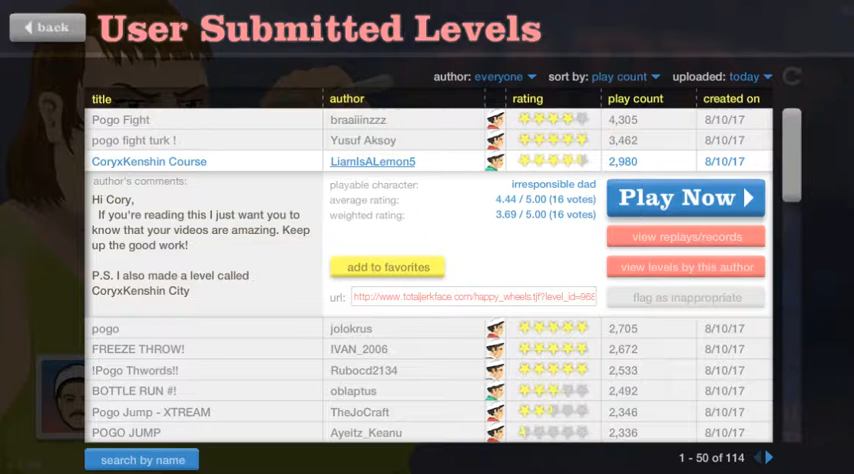 back
User Submitted Levels
author: everyone sort by: play count uploaded: today
title author rating play count created on
Pogo Fight braaiiinzzz 4,305 8/10/17
pogo fight turk ! Yusuf Aksoy 3,462 8/10/17
CoryxKenshin Course LiamIsALemon5 2,980 8/10/17
author's comments:
Hi Cory,
If you're reading this I just want you to
know that your videos are amazing. Keep
up the good work!
P.S. I also made a level called
CoryxKenshin City
playable character: irresponsible dad
average rating: 4.44 / 5.00 (16 votes)
weighted rating: 3.69 / 5.00 (16 votes)
add to favorites
url: http://www.totaljerkface.com/happy_wheels.tjf?level_id=968
Play Now
view replays/records
view levels by this author
flag as inappropriate
pogo jolokrus 2,705 8/10/17
FREEZE THROW! IVAN_2006 2,672 8/10/17
!Pogo Thwords!! Rubocd2134 2,533 8/10/17
BOTTLE RUN #! oblaptus 2,492 8/10/17
Pogo Jump - XTREAM TheJoCraft 2,346 8/10/17
POGO JUMP Ayeitz_Keanu 2,336 8/10/17
search by name
1 - 50 of 114